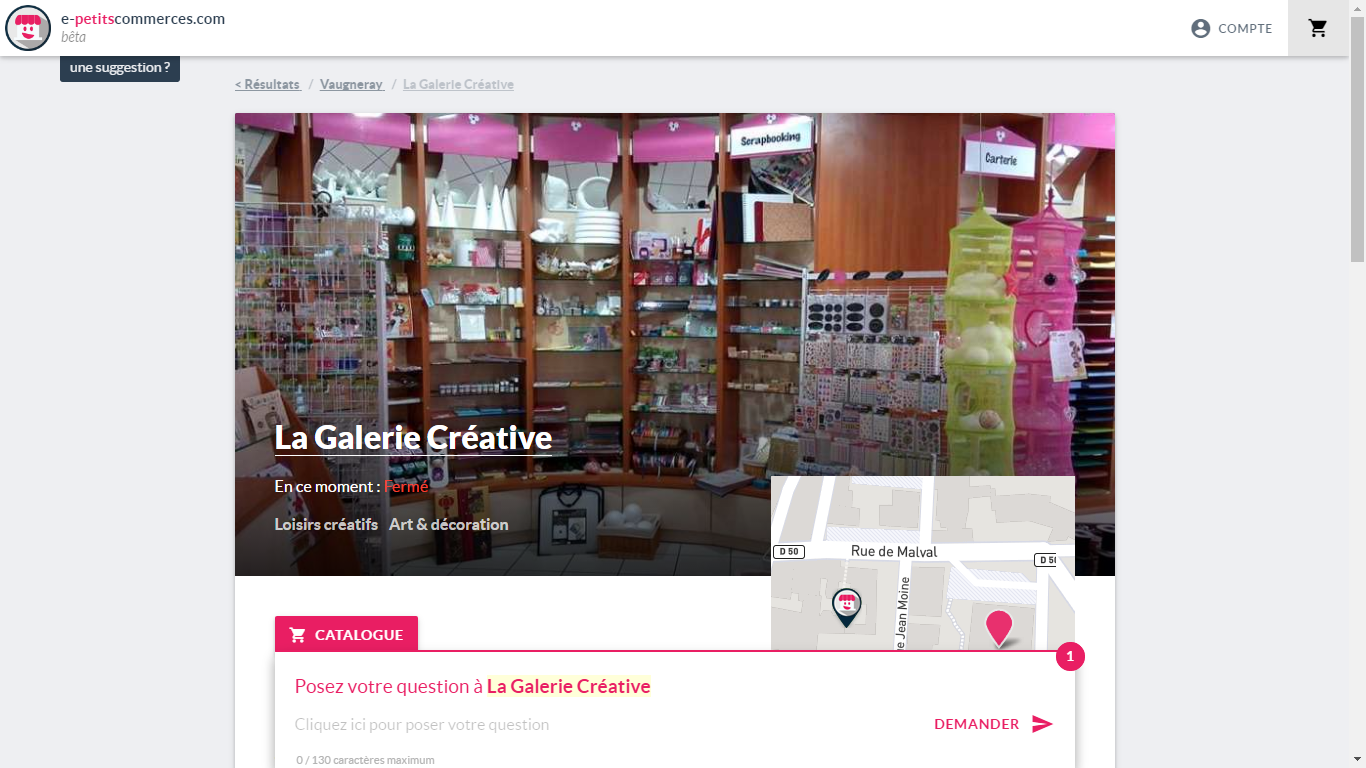 e-petitscommerces.com
bêta
COMPTE
une suggestion ?
< Résultats / Vaugneray / La Galerie Créative
Scrapbooking
Carterie
La Galerie Créative
En ce moment : Fermé
Loisirs créatifs Art & décoration
D 50
Rue de Malval
D 5
e Jean Moine
CATALOGUE
1
Posez votre question à La Galerie Créative
Cliquez ici pour poser votre question
DEMANDER
0 / 130 caractères maximum